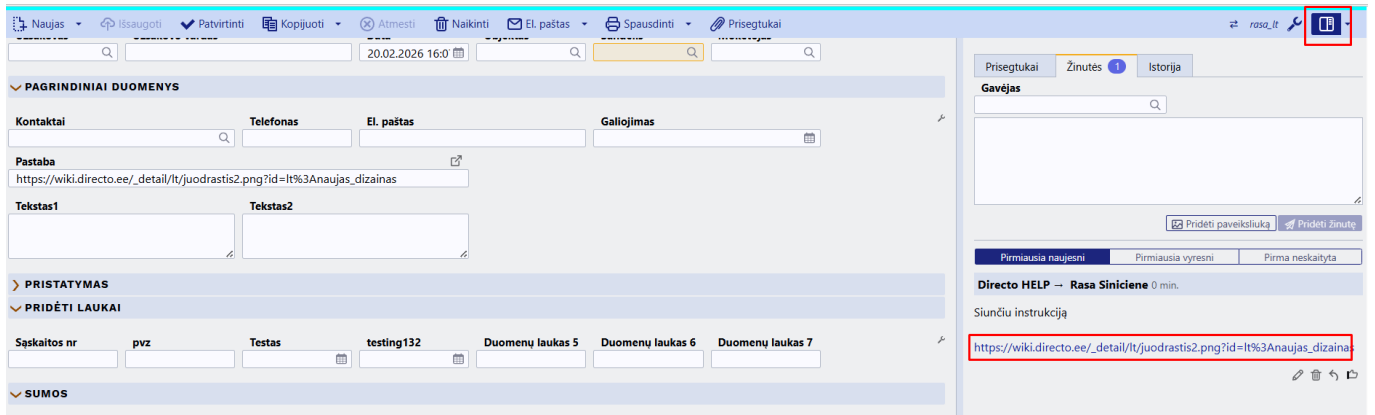 Naujas Išsaugoti Patvirtinti Kopijuoti Atmesti Naikinti El. paštas Spausdinti Prisegtukai rasa_lt
20.02.2026 16:0
PAGRINDINIAI DUOMENYS
Kontaktai Telefonas El. paštas Galiojimas
Pastaba
https://wiki.directo.ee/_detail/lt/juodrastis2.png?id=lt%3Anaujas_dizainas
Tekstas1 Tekstas2
PRISTATYMAS
PRIDĖTI LAUKAI
Sąskaitos nr pvz Testas testing132 Duomenų laukas 5 Duomenų laukas 6 Duomenų laukas 7
SUMOS
Prisegtukai Žinutės 1 Istorija
Gavėjas
Pridėti paveiksliuką Pridėti žinutę
Pirmiausia naujesni Pirmiausia vyresni Pirma neskaityta
Directo HELP → Rasa Siniciene 0 min.
Siunčiu instrukciją
https://wiki.directo.ee/_detail/lt/juodrastis2.png?id=lt%3Anaujas_dizainas